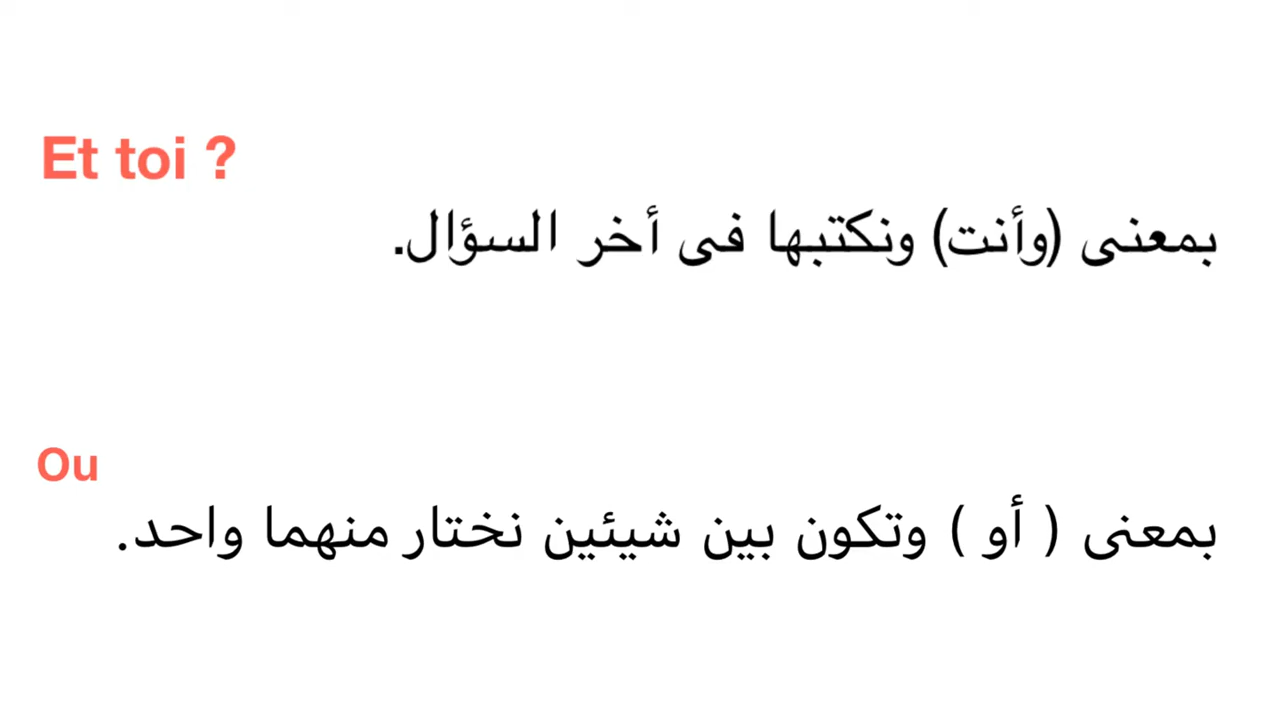 Et toi ?
بمعنى (وأنت) ونكتبها فى أخر السؤال.
Ou
بمعنى ( أو ) وتكون بين شيئين نختار منهما واحد.